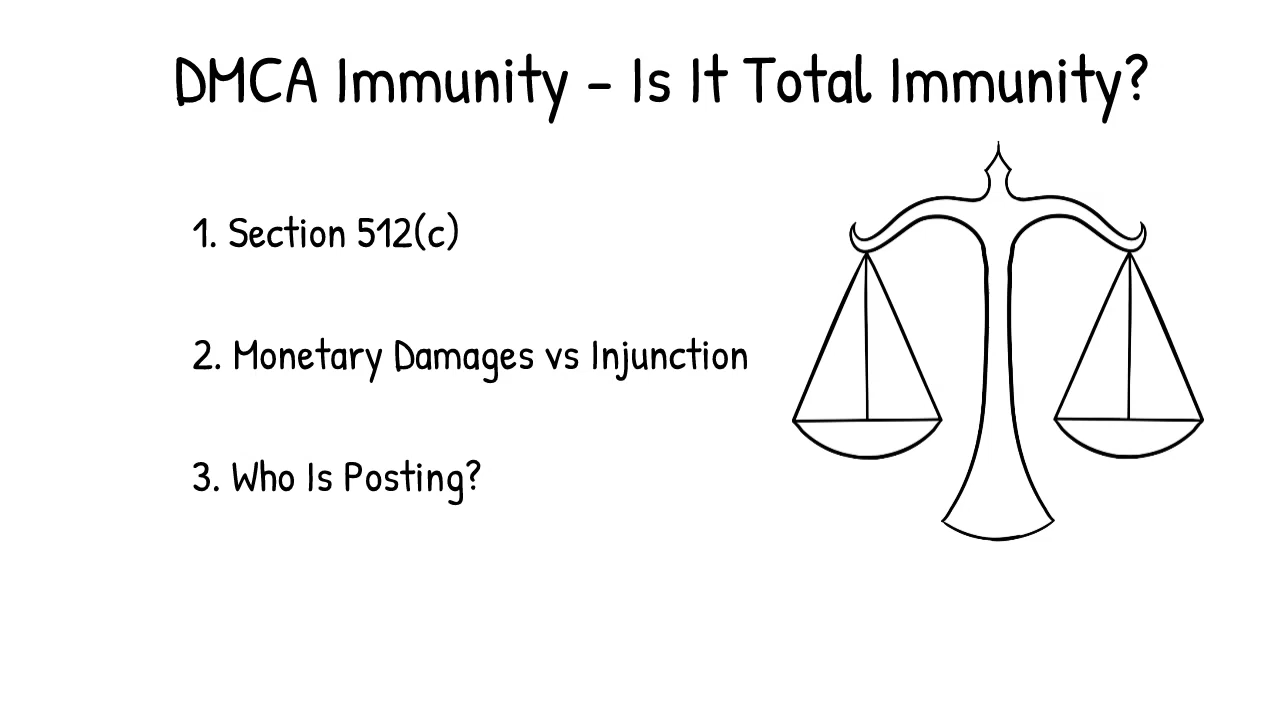 DMCA Immunity - Is It Total Immunity?
1. Section 512(c)
2. Monetary Damages vs Injunction
3. Who Is Posting?